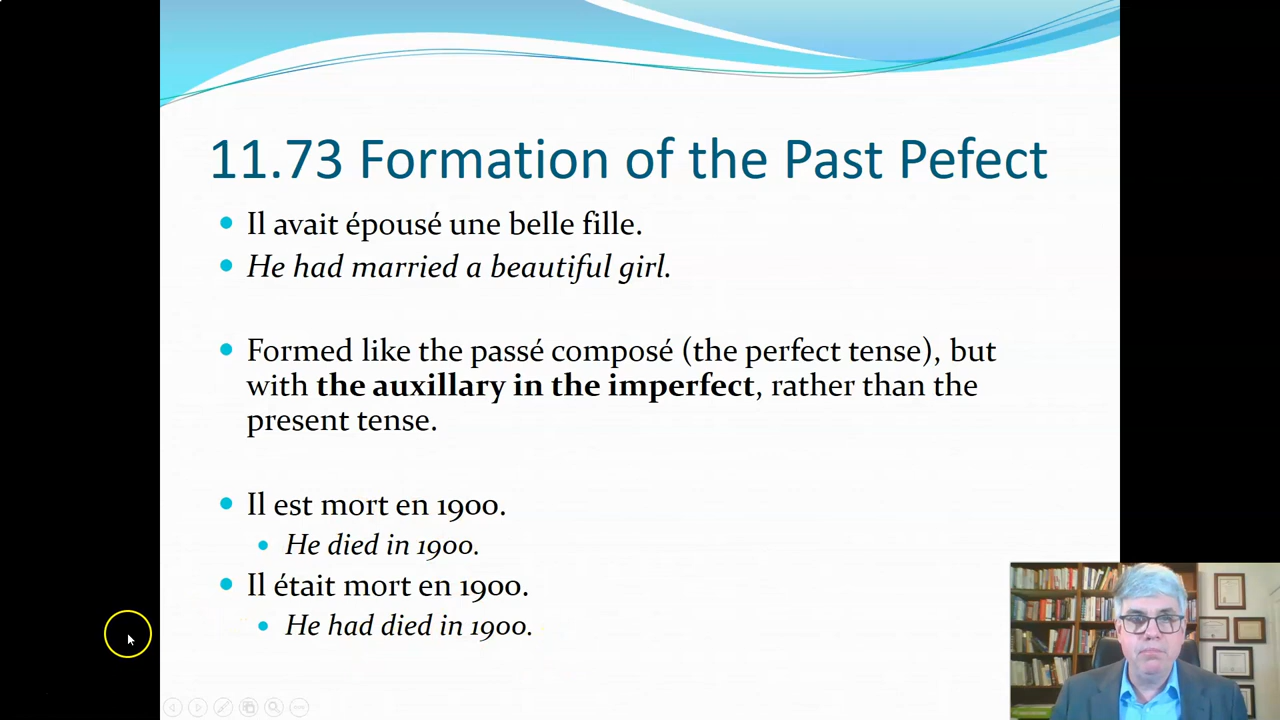 11.73 Formation of the Past Pefect
Il avait épousé une belle fille.
He had married a beautiful girl.
Formed like the passé composé (the perfect tense), but
with the auxillary in the imperfect, rather than the
present tense.
Il est mort en 1900.
He died in 1900.
Il était mort en 1900.
He had died in 1900.